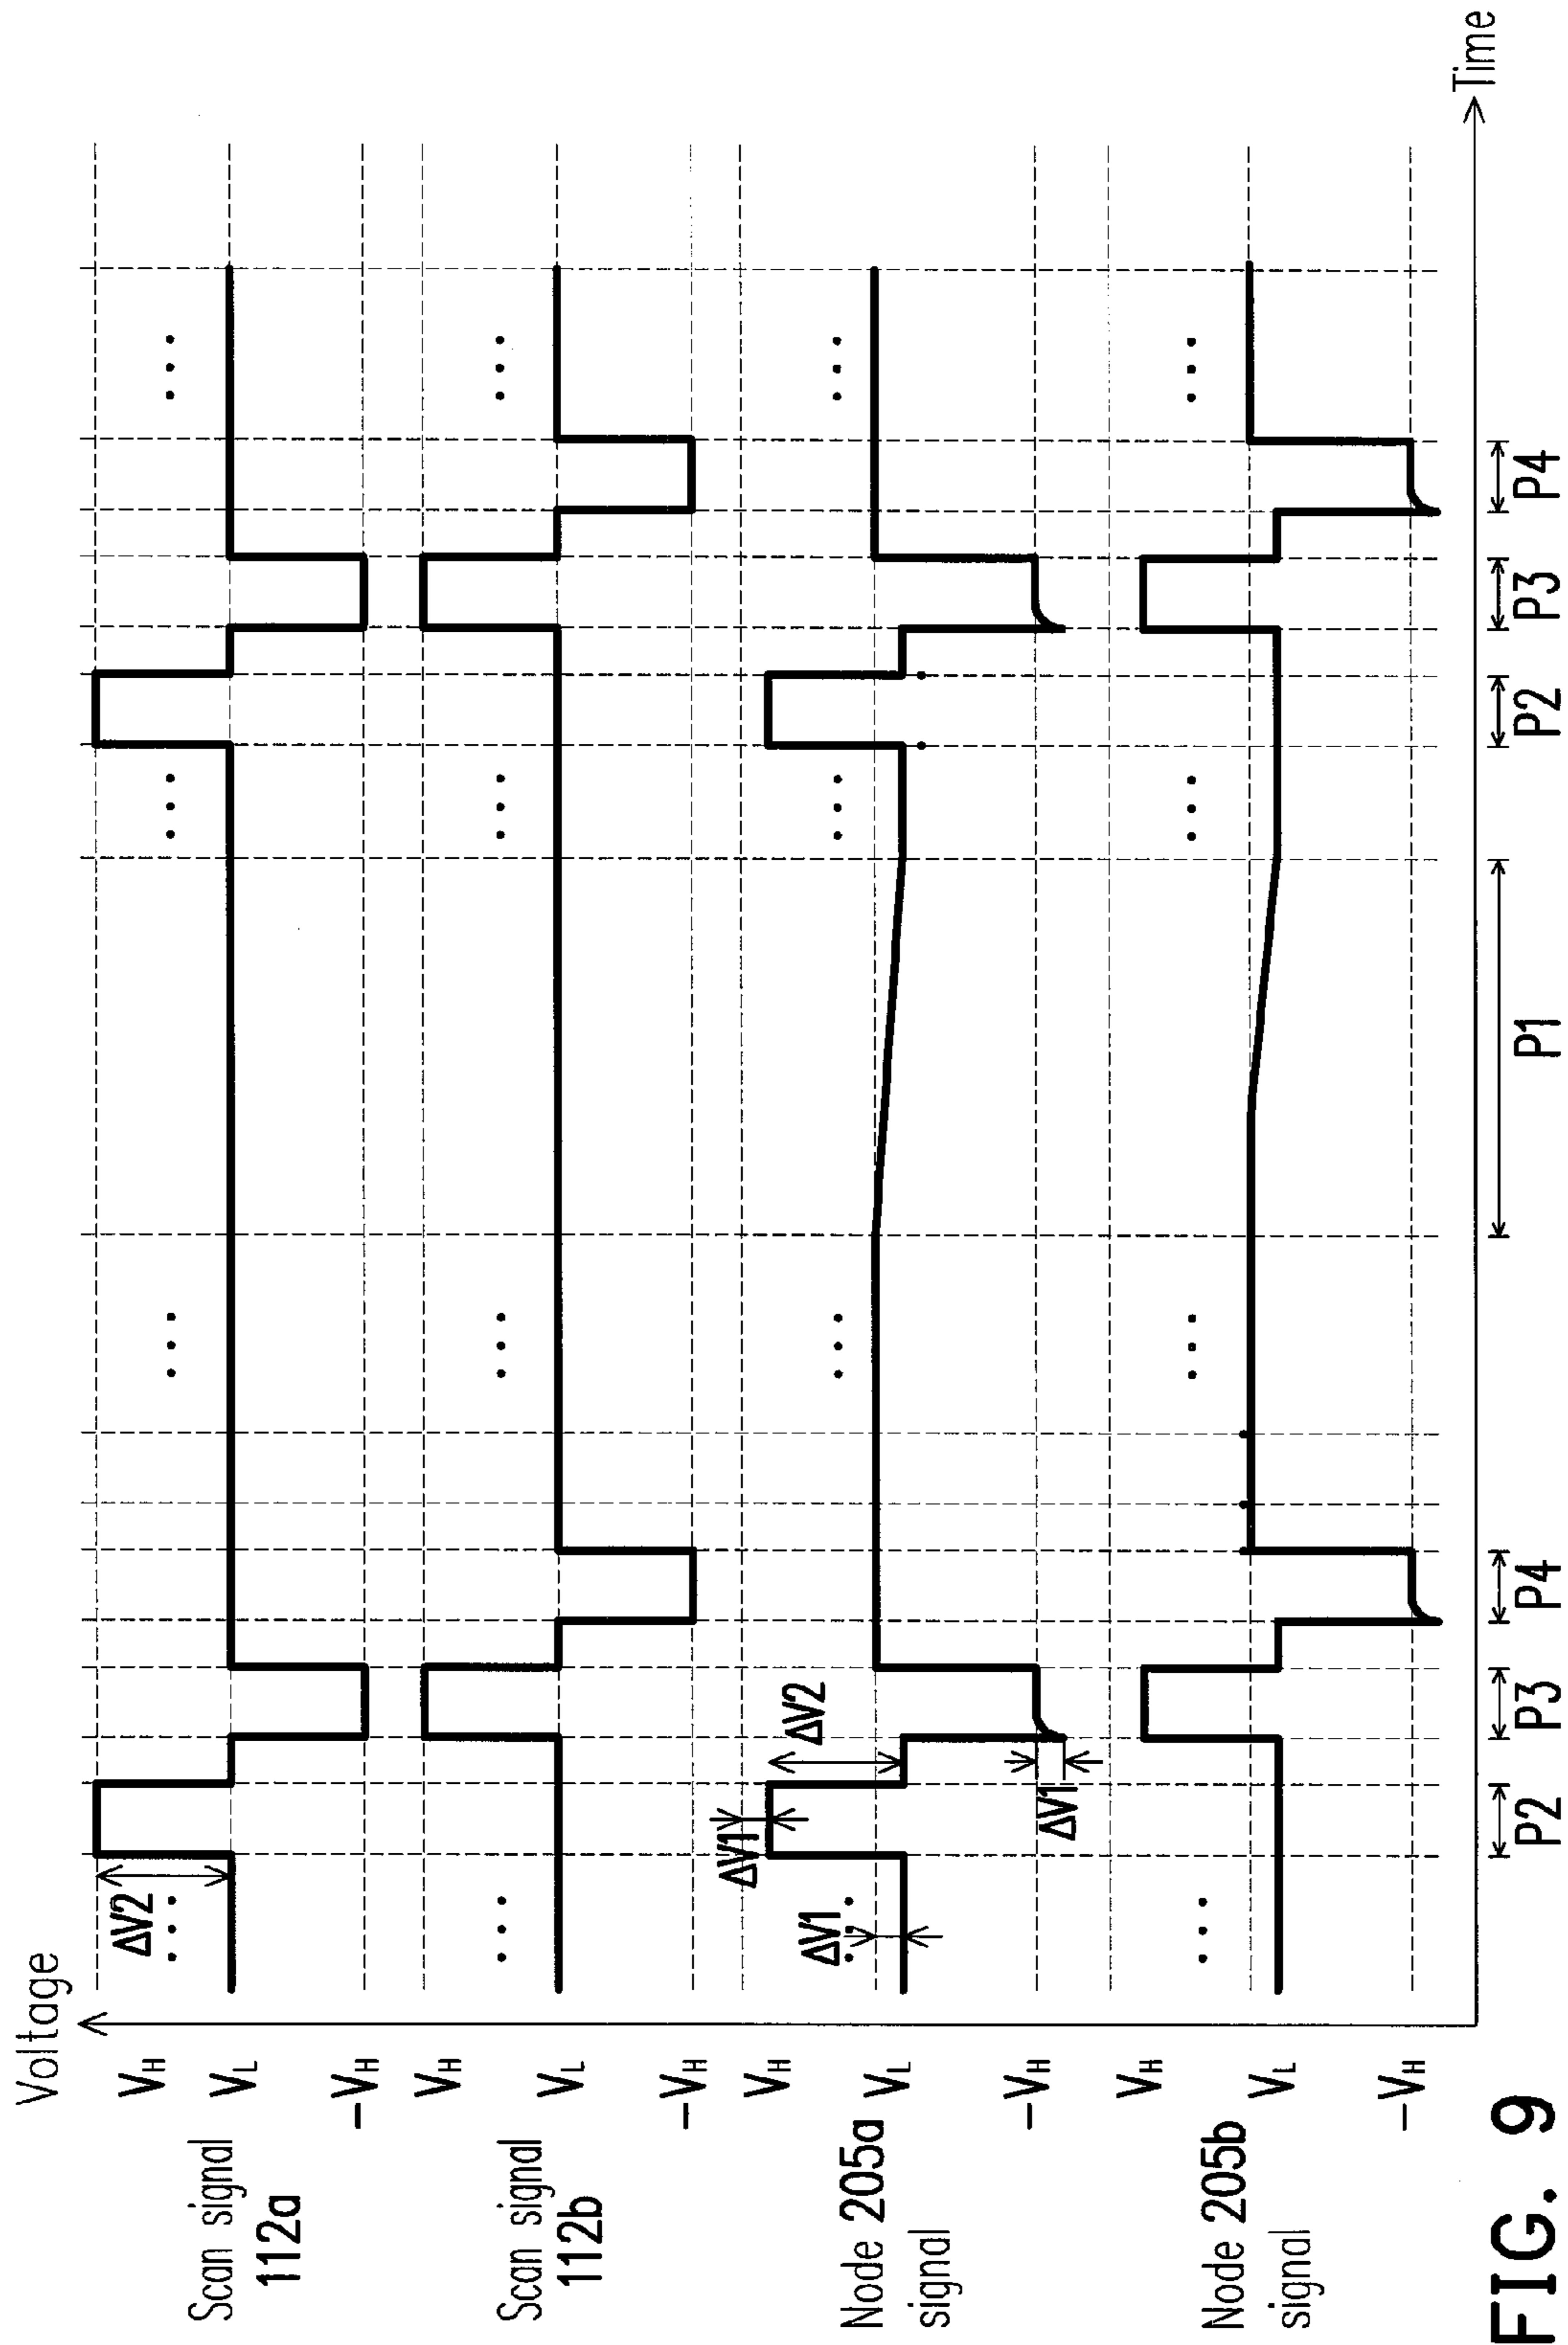 Voltage
V_H
V_L
-V_H
Scan signal
112a
V_H
V_L
-V_H
Scan signal
112b
V_H
V_L
-V_H
Node 205a
signal
V_H
V_L
-V_H
Node 205b
signal
ΔV2
ΔV1
ΔV1
ΔV2
ΔV1
P2
P3
P4
P1
P2
P3
P4
Time
FIG. 9